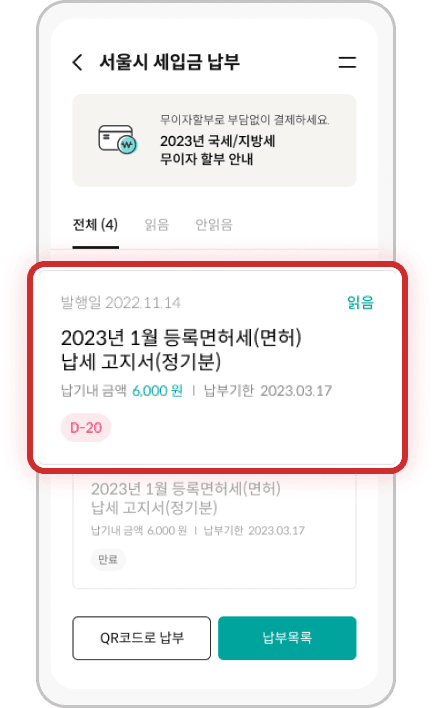 서울시 세입금 납부
무이자할부로 부담없이 결제하세요.
2023년 국세/지방세
무이자 할부 안내
전체 (4) 읽음 안읽음
발행일 2022.11.14 읽음
2023년 1월 등록면허세(면허)
납세 고지서(정기분)
납기내 금액 6,000 원 | 납부기한 2023.03.17
D-20
2023년 1월 등록면허세(면허)
납세 고지서(정기분)
납기내 금액 6,000 원 | 납부기한 2023.03.17
만료
QR코드로 납부 납부목록